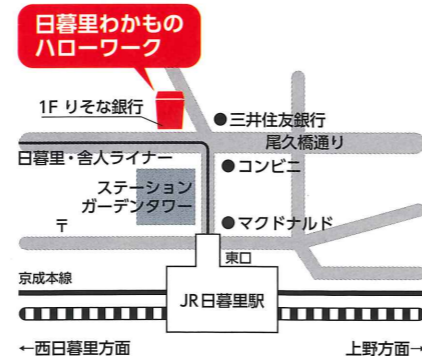 日暮里わかもの
ハローワーク
1F りそな銀行
●三井住友銀行
尾久橋通り
日暮里・舎人ライナー
●コンビニ
ステーション
ガーデンタワー
〒
●マクドナルド
東口
京成本線
JR日暮里駅
←西日暮里方面
上野方面→